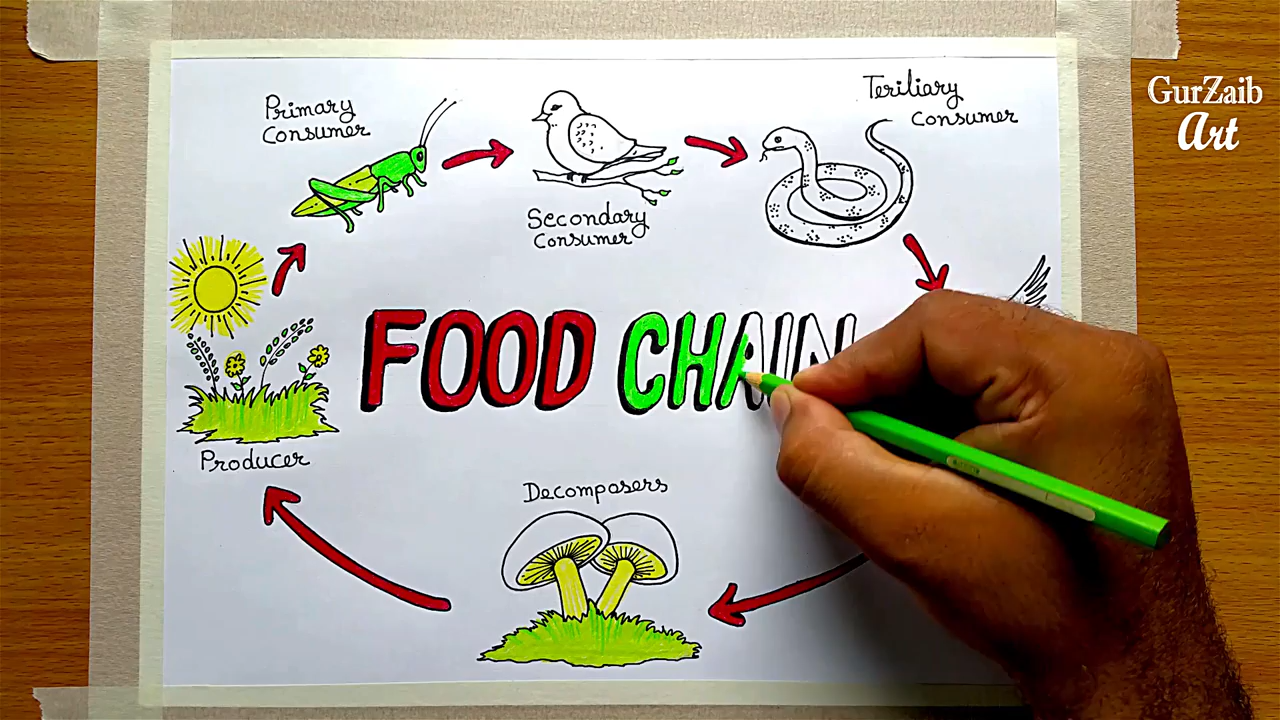 Primary
Consumer
Secondary
Consumer
Teriliary
Consumer
GurZaib
Art
FOOD CHAIN
Producer
Decomposers